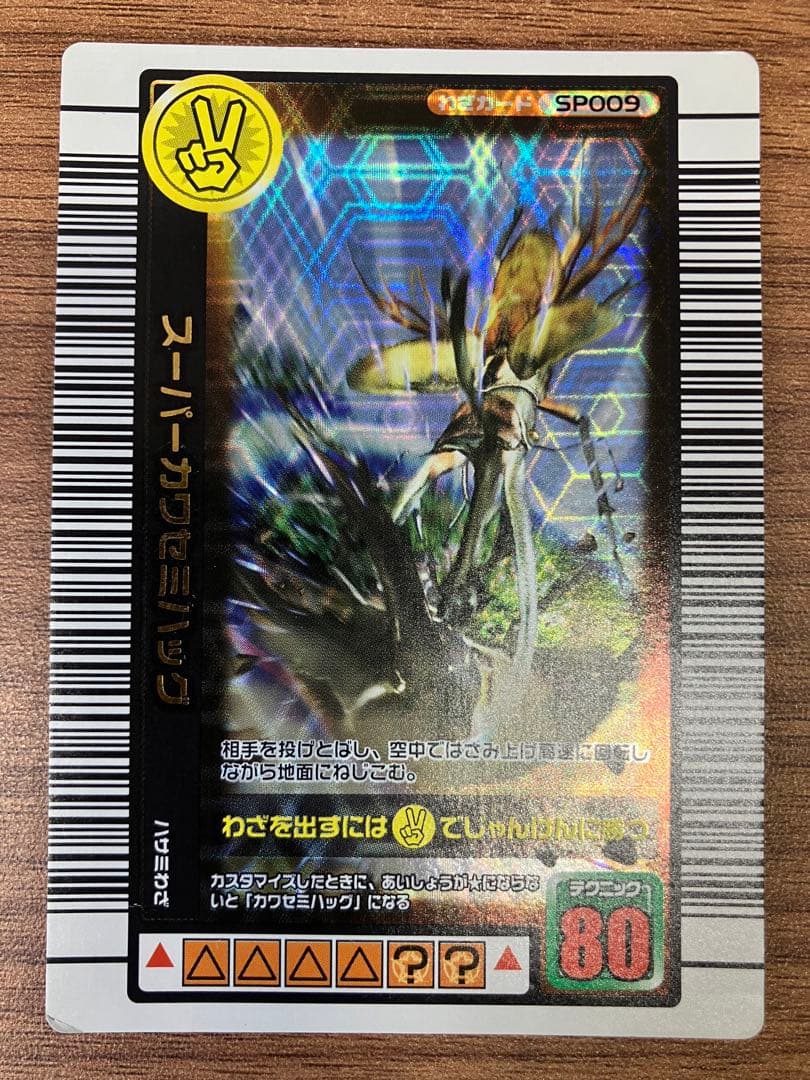 わざカード SP009
スーパーカワセミハッグ
ハサミわざ
相手を投げとばし、空中ではさみ上げ高速に回転し
ながら地面にねじこむ。
わざを出すには でじゃんけんに勝つ
カスタマイズしたときに、あいしょうが★にならな
いと「カワセミハッグ」になる
テクニック
80
? ?